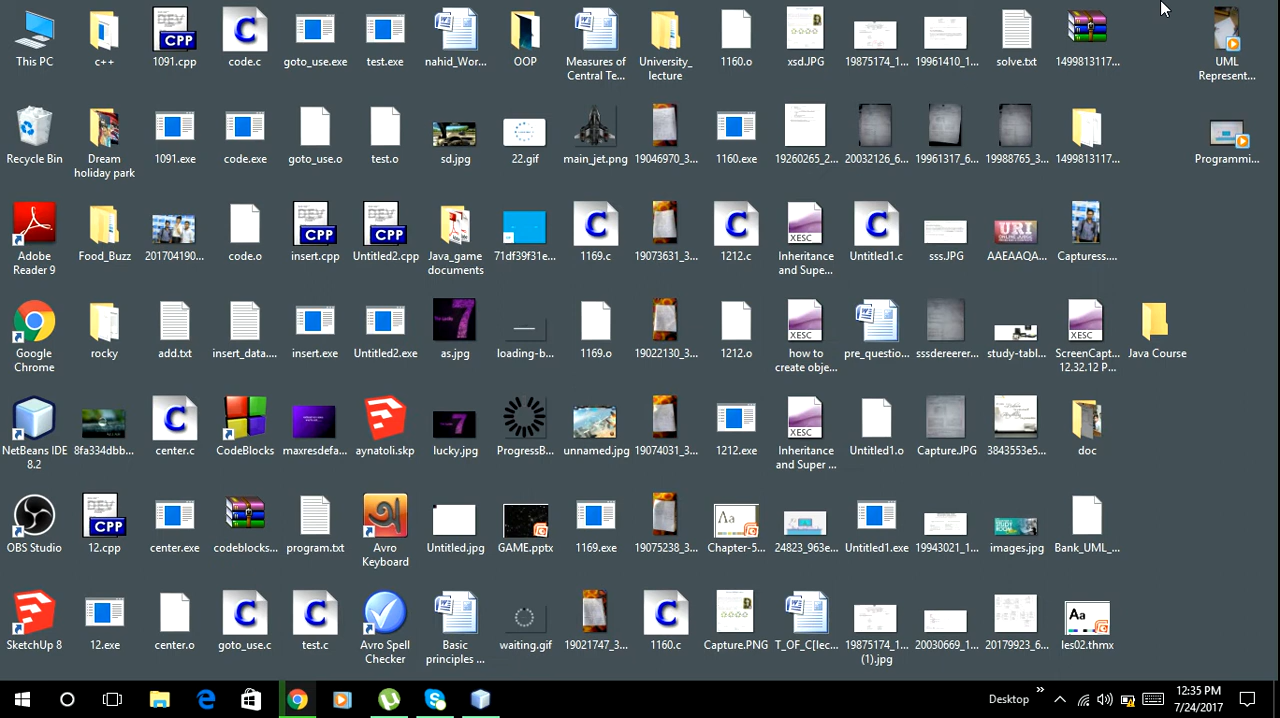 This PC
c++
1091.cpp
code.c
goto_use.exe
test.exe
nahid_Wor...
OOP
Measures of
Central Te...
University_
lecture
1160.o
xsd.JPG
19875174_1...
19961410_1...
solve.txt
1499813117...
UML
Represent...
Recycle Bin
Dream
holiday park
1091.exe
code.exe
goto_use.o
test.o
sd.jpg
22.gif
main_jet.png
19046970_3...
1160.exe
19260265_2...
20032126_6...
19961317_6...
19988765_3...
1499813117...
Programmi...
Adobe
Reader 9
Food_Buzz
201704190...
code.o
insert.cpp
Untitled2.cpp
Java_game
documents
71df39f31e...
1169.c
19073631_3...
1212.c
Inheritance
and Supe...
Untitled1.c
sss.JPG
AAEAAQA...
Capturess....
Google
Chrome
rocky
add.txt
insert_data....
insert.exe
Untitled2.exe
as.jpg
loading-b...
1169.o
19022130_3...
1212.o
how to
create obje...
pre_questio...
sssdereerer...
study-tabl...
ScreenCapt...
12.32.12 P...
Java Course
NetBeans IDE
8.2
8fa334dbb...
center.c
CodeBlocks
maxresdefa...
aynatoli.skp
lucky.jpg
ProgressB...
unnamed.jpg
19074031_3...
1212.exe
Inheritance
and Super ...
Untitled1.o
Capture.JPG
3843553e5...
doc
OBS Studio
12.cpp
center.exe
codeblocks...
program.txt
Avro
Keyboard
Untitled.jpg
GAME.pptx
1169.exe
19075238_3...
Chapter-5...
24823_963e...
Untitled1.exe
19943021_1...
images.jpg
Bank_UML_...
SketchUp 8
12.exe
center.o
goto_use.c
test.c
Avro Spell
Checker
Basic
principles ...
waiting.gif
19021747_3...
1160.c
Capture.PNG
T_OF_C[lec...
19875174_1...
(1).jpg
20030669_1...
20179923_6...
les02.thmx
Desktop
12:35 PM
7/24/2017